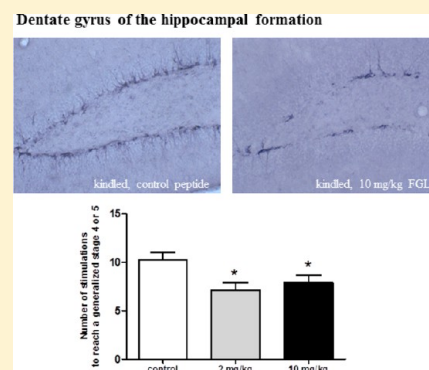 Dentate gyrus of the hippocampal formation
kindled, control peptide
kindled, 10 mg/kg FGL
Number of stimulations
to reach a generalized stage 4 or 5
15
10
5
0
*
*
control
2 mg/kg
10 mg/kg